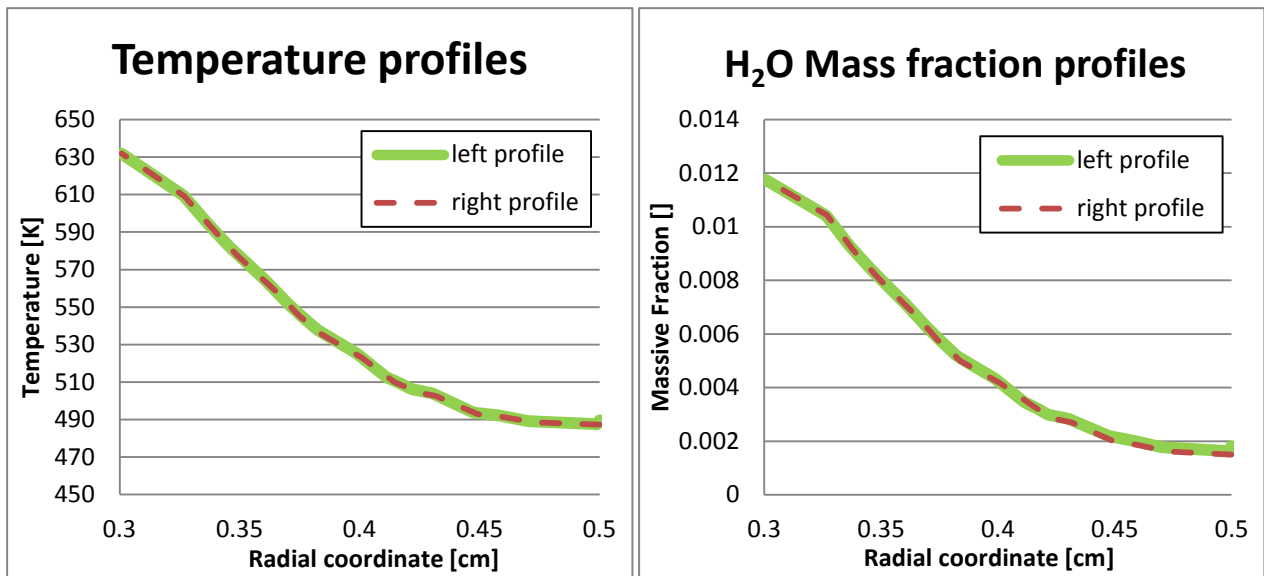 Temperature profiles
650
630
610
590
570
550
530
510
490
470
450
Temperature [K]
left profile
right profile
0.3
0.35
0.4
0.45
0.5
Radial coordinate [cm]
H₂O Mass fraction profiles
0.014
0.012
0.01
0.008
0.006
0.004
0.002
0
Massive Fraction []
left profile
right profile
0.3
0.35
0.4
0.45
0.5
Radial coordinate [cm]